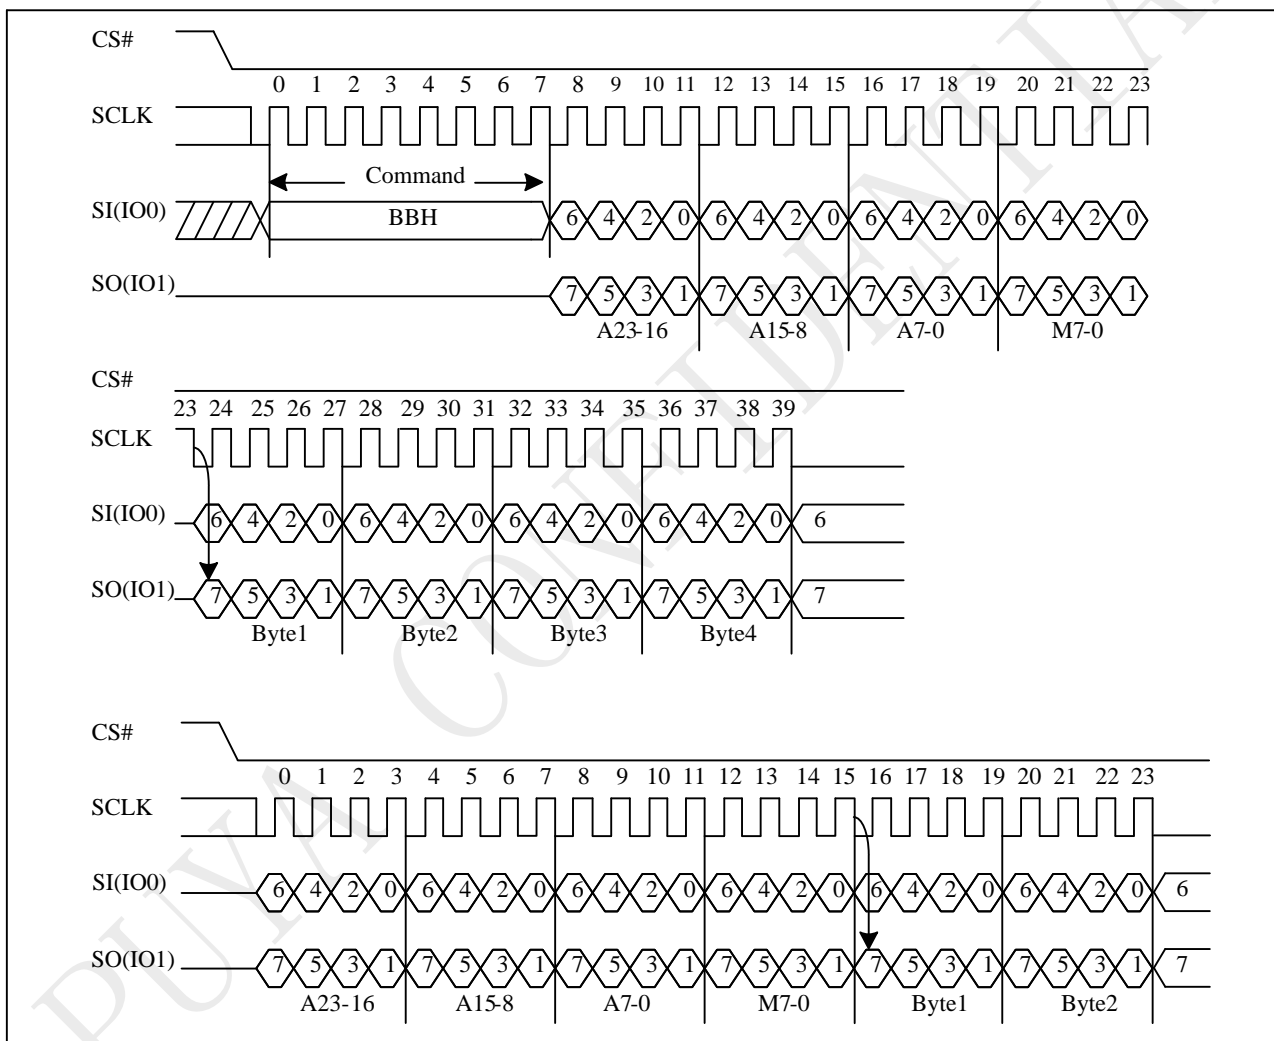 CS#
0 1 2 3 4 5 6 7 8 9 10 11 12 13 14 15 16 17 18 19 20 21 22 23
SCLK
Command
SI(IO0) BBH 6 4 2 0 6 4 2 0 6 4 2 0 6 4 2 0
SO(IO1) 7 5 3 1 7 5 3 1 7 5 3 1 7 5 3 1
A23-16 A15-8 A7-0 M7-0
CS#
23 24 25 26 27 28 29 30 31 32 33 34 35 36 37 38 39
SCLK
SI(IO0) 6 4 2 0 6 4 2 0 6 4 2 0 6 4 2 0 6
SO(IO1) 7 5 3 1 7 5 3 1 7 5 3 1 7 5 3 1 7
Byte1 Byte2 Byte3 Byte4
CS#
0 1 2 3 4 5 6 7 8 9 10 11 12 13 14 15 16 17 18 19 20 21 22 23
SCLK
SI(IO0) 6 4 2 0 6 4 2 0 6 4 2 0 6 4 2 0 6 4 2 0 6 4 2 0 6
SO(IO1) 7 5 3 1 7 5 3 1 7 5 3 1 7 5 3 1 7 5 3 1 7 5 3 1 7
A23-16 A15-8 A7-0 M7-0 Byte1 Byte2
PUYA CONFIDENTIAL